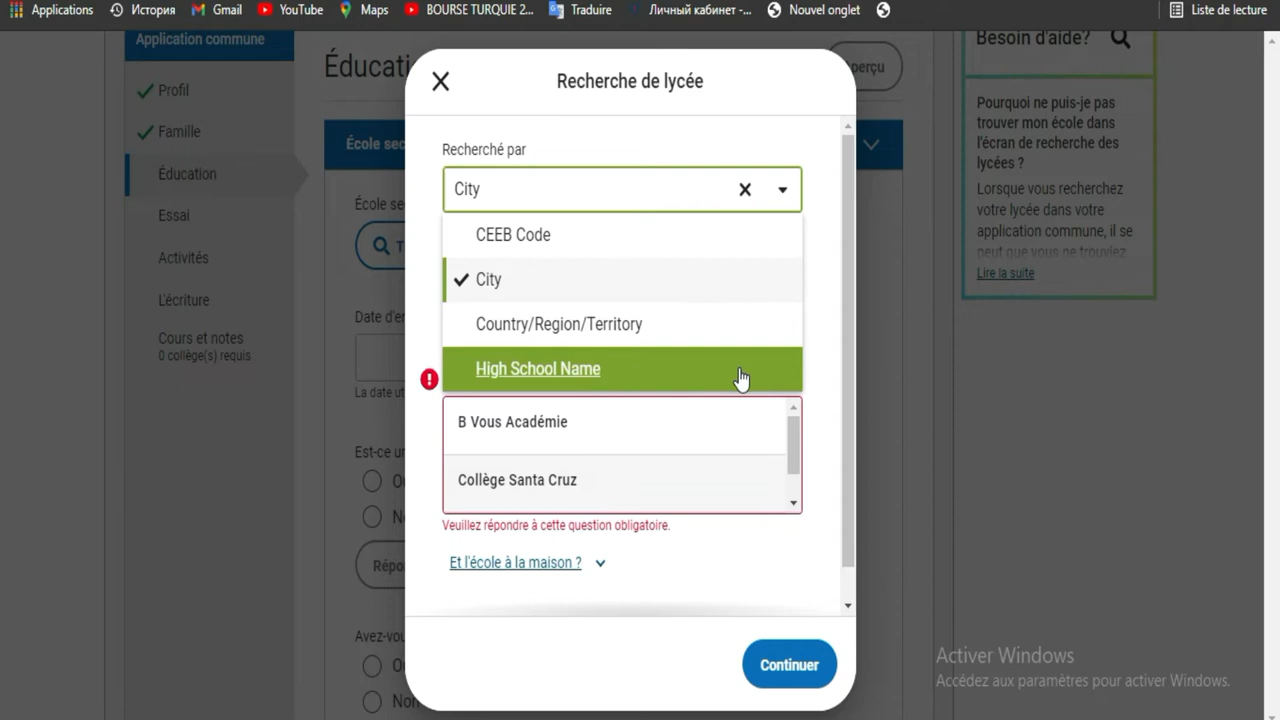 Applications
История
Gmail
YouTube
Maps
BOURSE TURQUIE 2...
Traduire
Личный кабинет -...
Nouvel onglet
Liste de lecture
Application commune
Profil
Famille
Éducation
Essai
Activités
L'écriture
Cours et notes
0 collège(s) requis
École sec
École se
Date d'e
La date ut
Est-ce u
Répo
Avez-vou
Non
Recherche de lycée
Recherché par
City
CEEB Code
City
Country/Region/Territory
High School Name
B Vous Académie
Collège Santa Cruz
Veuillez répondre à cette question obligatoire.
Et l'école à la maison ?
Continuer
Besoin d'aide?
Pourquoi ne puis-je pas
trouver mon école dans
l'écran de recherche des
lycées ?
Lorsque vous recherchez
votre lycée dans votre
application commune, il se
peut que vous ne trouviez
Lire la suite
Activer Windows
Accédez aux paramètres pour activer Windows.